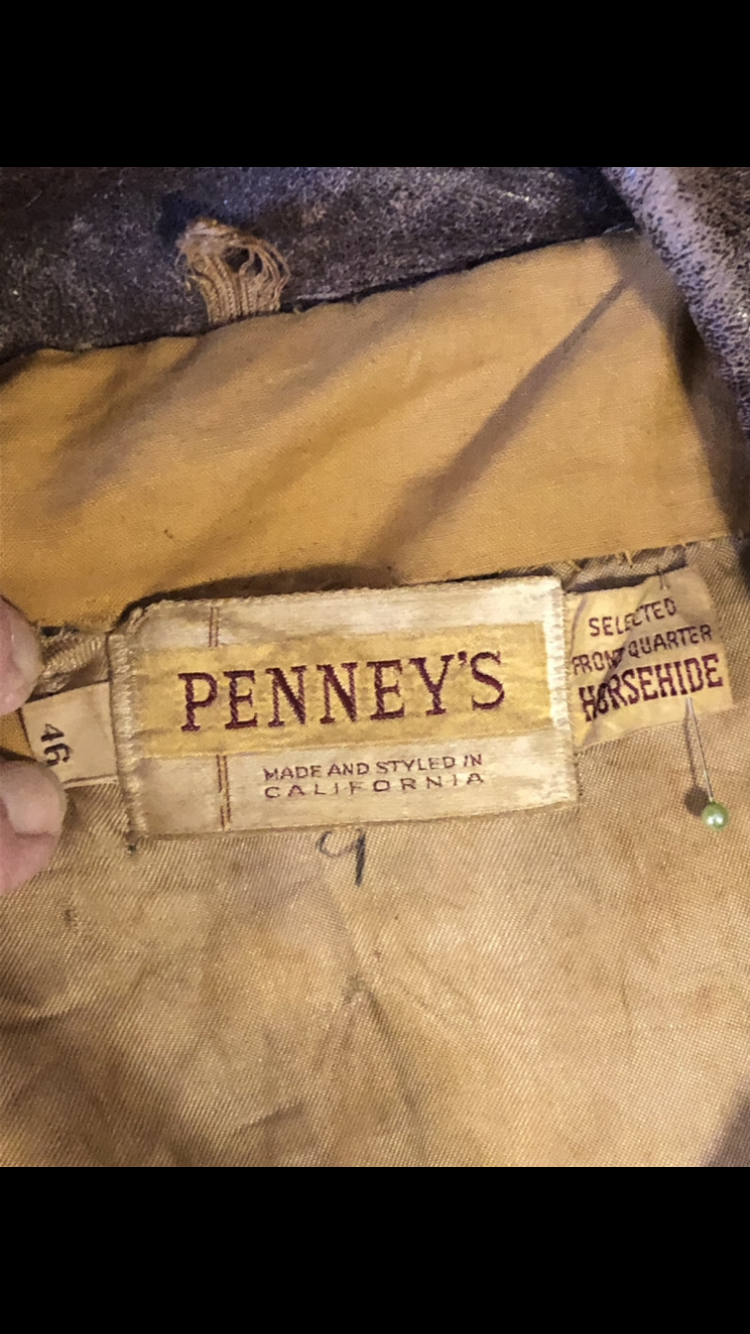 PENNEY'S
MADE AND STYLED IN
CALIFORNIA
SELECTED
FRONT QUARTER
HORSEHIDE
46
9